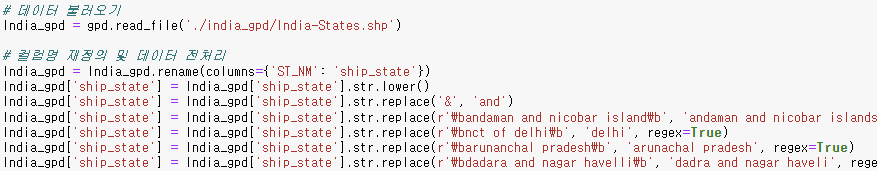 # 데이터 불러오기
India_gpd = gpd.read_file('./india_gpd/India-States.shp')
# 컬럼명 재정의 및 데이터 전처리
India_gpd = India_gpd.rename(columns={'ST_NM': 'ship_state'})
India_gpd['ship_state'] = India_gpd['ship_state'].str.lower()
India_gpd['ship_state'] = India_gpd['ship_state'].str.replace('&', 'and')
India_gpd['ship_state'] = India_gpd['ship_state'].str.replace(r'₩bandaman and nicobar island₩b', 'andaman and nicobar islands
India_gpd['ship_state'] = India_gpd['ship_state'].str.replace(r'₩bnct of delhi₩b', 'delhi', regex=True)
India_gpd['ship_state'] = India_gpd['ship_state'].str.replace(r'₩barunanchal pradesh₩b', 'arunachal pradesh', regex=True)
India_gpd['ship_state'] = India_gpd['ship_state'].str.replace(r'₩bdadara and nagar havelli₩b', 'dadra and nagar haveli', rege